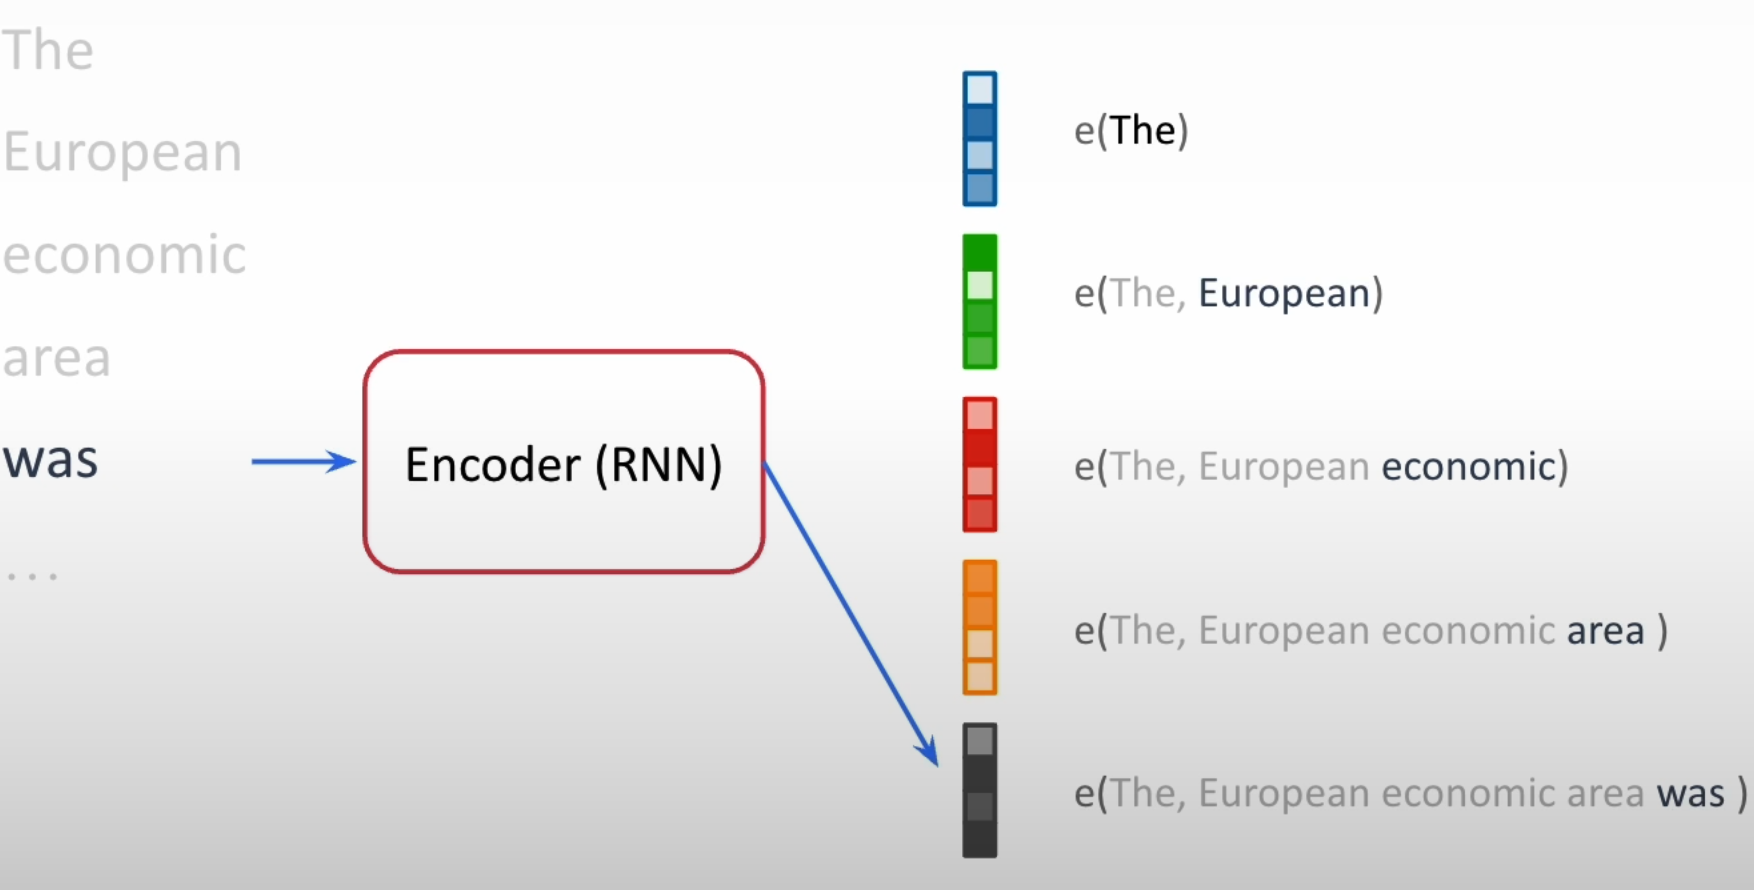 The
European
economic
area
was
...
Encoder (RNN)
e(The)
e(The, European)
e(The, European economic)
e(The, European economic area )
e(The, European economic area was )